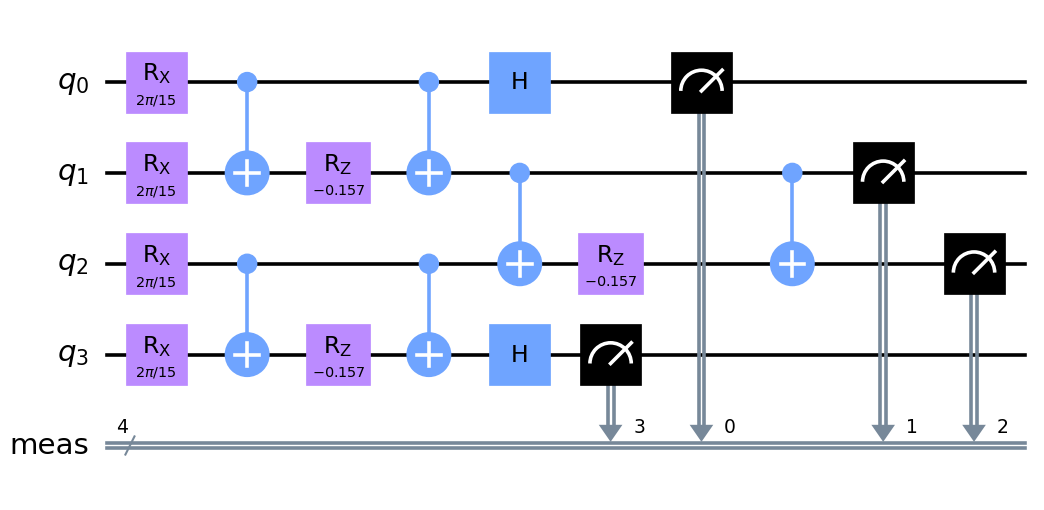 q0 RX 2π/15 H
q1 RX 2π/15 RZ −0.157
q2 RX 2π/15 RZ −0.157
q3 RX 2π/15 RZ −0.157 H
meas 4 3 0 1 2